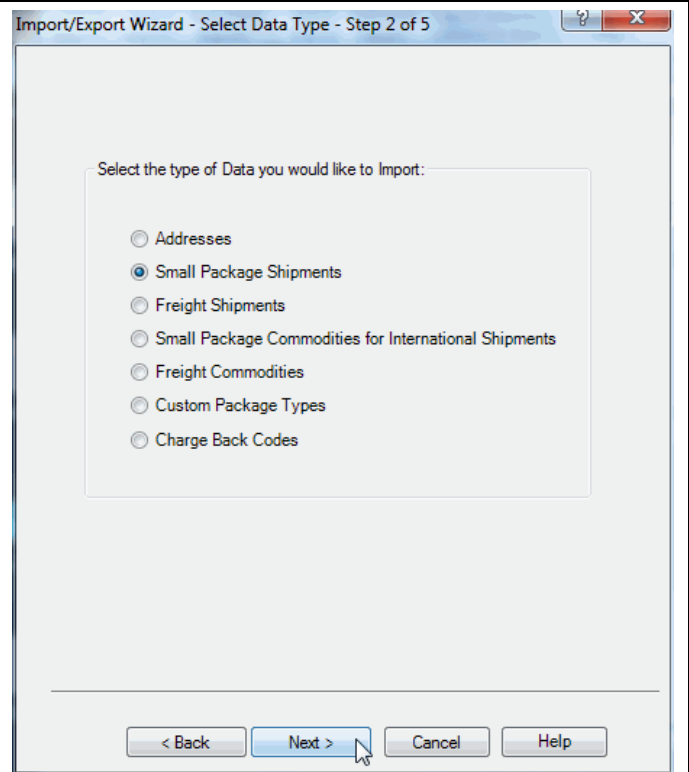 Import/Export Wizard - Select Data Type - Step 2 of 5
? X
Select the type of Data you would like to Import:
Addresses
Small Package Shipments
Freight Shipments
Small Package Commodities for International Shipments
Freight Commodities
Custom Package Types
Charge Back Codes
< Back Next > Cancel Help